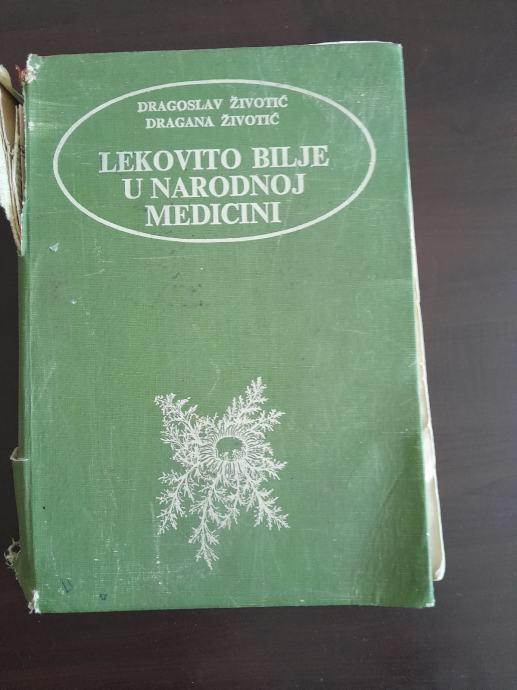 DRAGOSLAV ŽIVOTIĆ
DRAGANA ŽIVOTIĆ
LEKOVITO BILJE
U NARODNOJ
MEDICINI